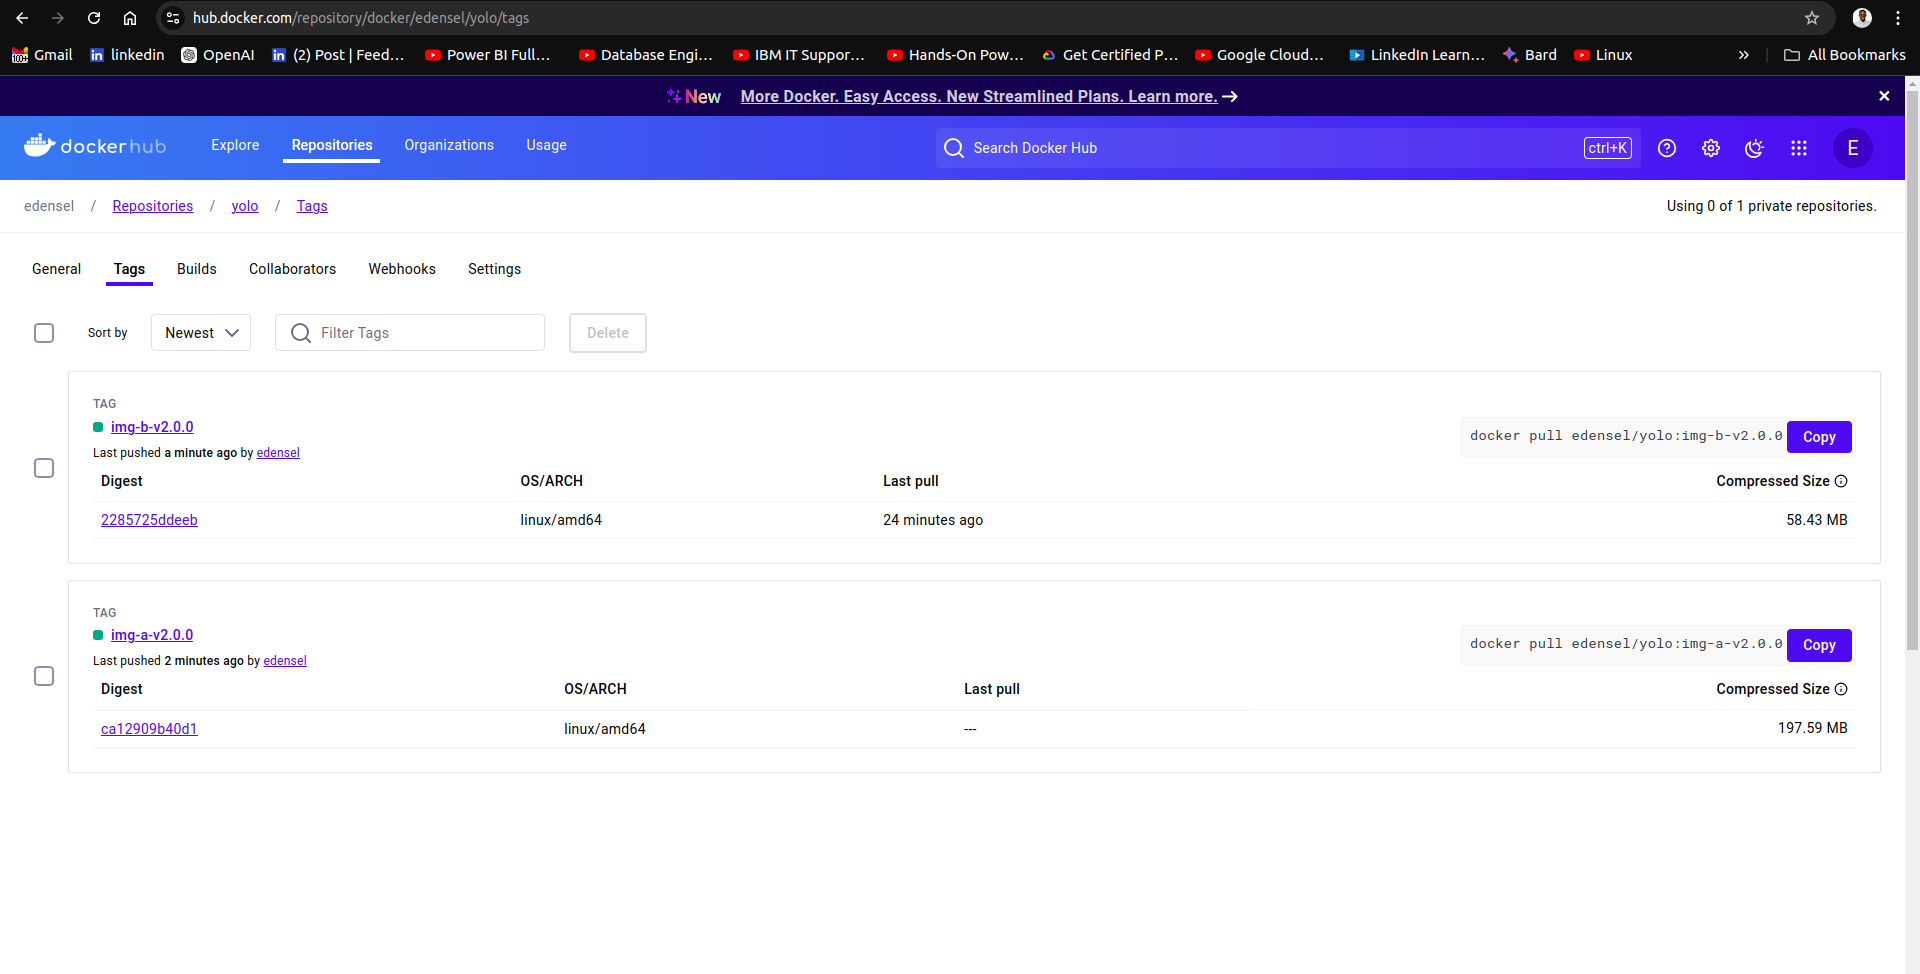 hub.docker.com/repository/docker/edensel/yolo/tags
Gmail linkedin OpenAI (2) Post | Feed... Power BI Full... Database Engi... IBM IT Suppor... Hands-On Pow... Get Certified P... Google Cloud... LinkedIn Learn... Bard Linux » All Bookmarks
New More Docker. Easy Access. New Streamlined Plans. Learn more.
dockerhub Explore Repositories Organizations Usage Search Docker Hub ctrl+K E
edensel / Repositories / yolo / Tags Using 0 of 1 private repositories.
General Tags Builds Collaborators Webhooks Settings
Sort by Newest Filter Tags Delete
TAG
img-b-v2.0.0 docker pull edensel/yolo:img-b-v2.0.0 Copy
Last pushed a minute ago by edensel
Digest OS/ARCH Last pull Compressed Size
2285725ddeeb linux/amd64 24 minutes ago 58.43 MB
TAG
img-a-v2.0.0 docker pull edensel/yolo:img-a-v2.0.0 Copy
Last pushed 2 minutes ago by edensel
Digest OS/ARCH Last pull Compressed Size
ca12909b40d1 linux/amd64 --- 197.59 MB